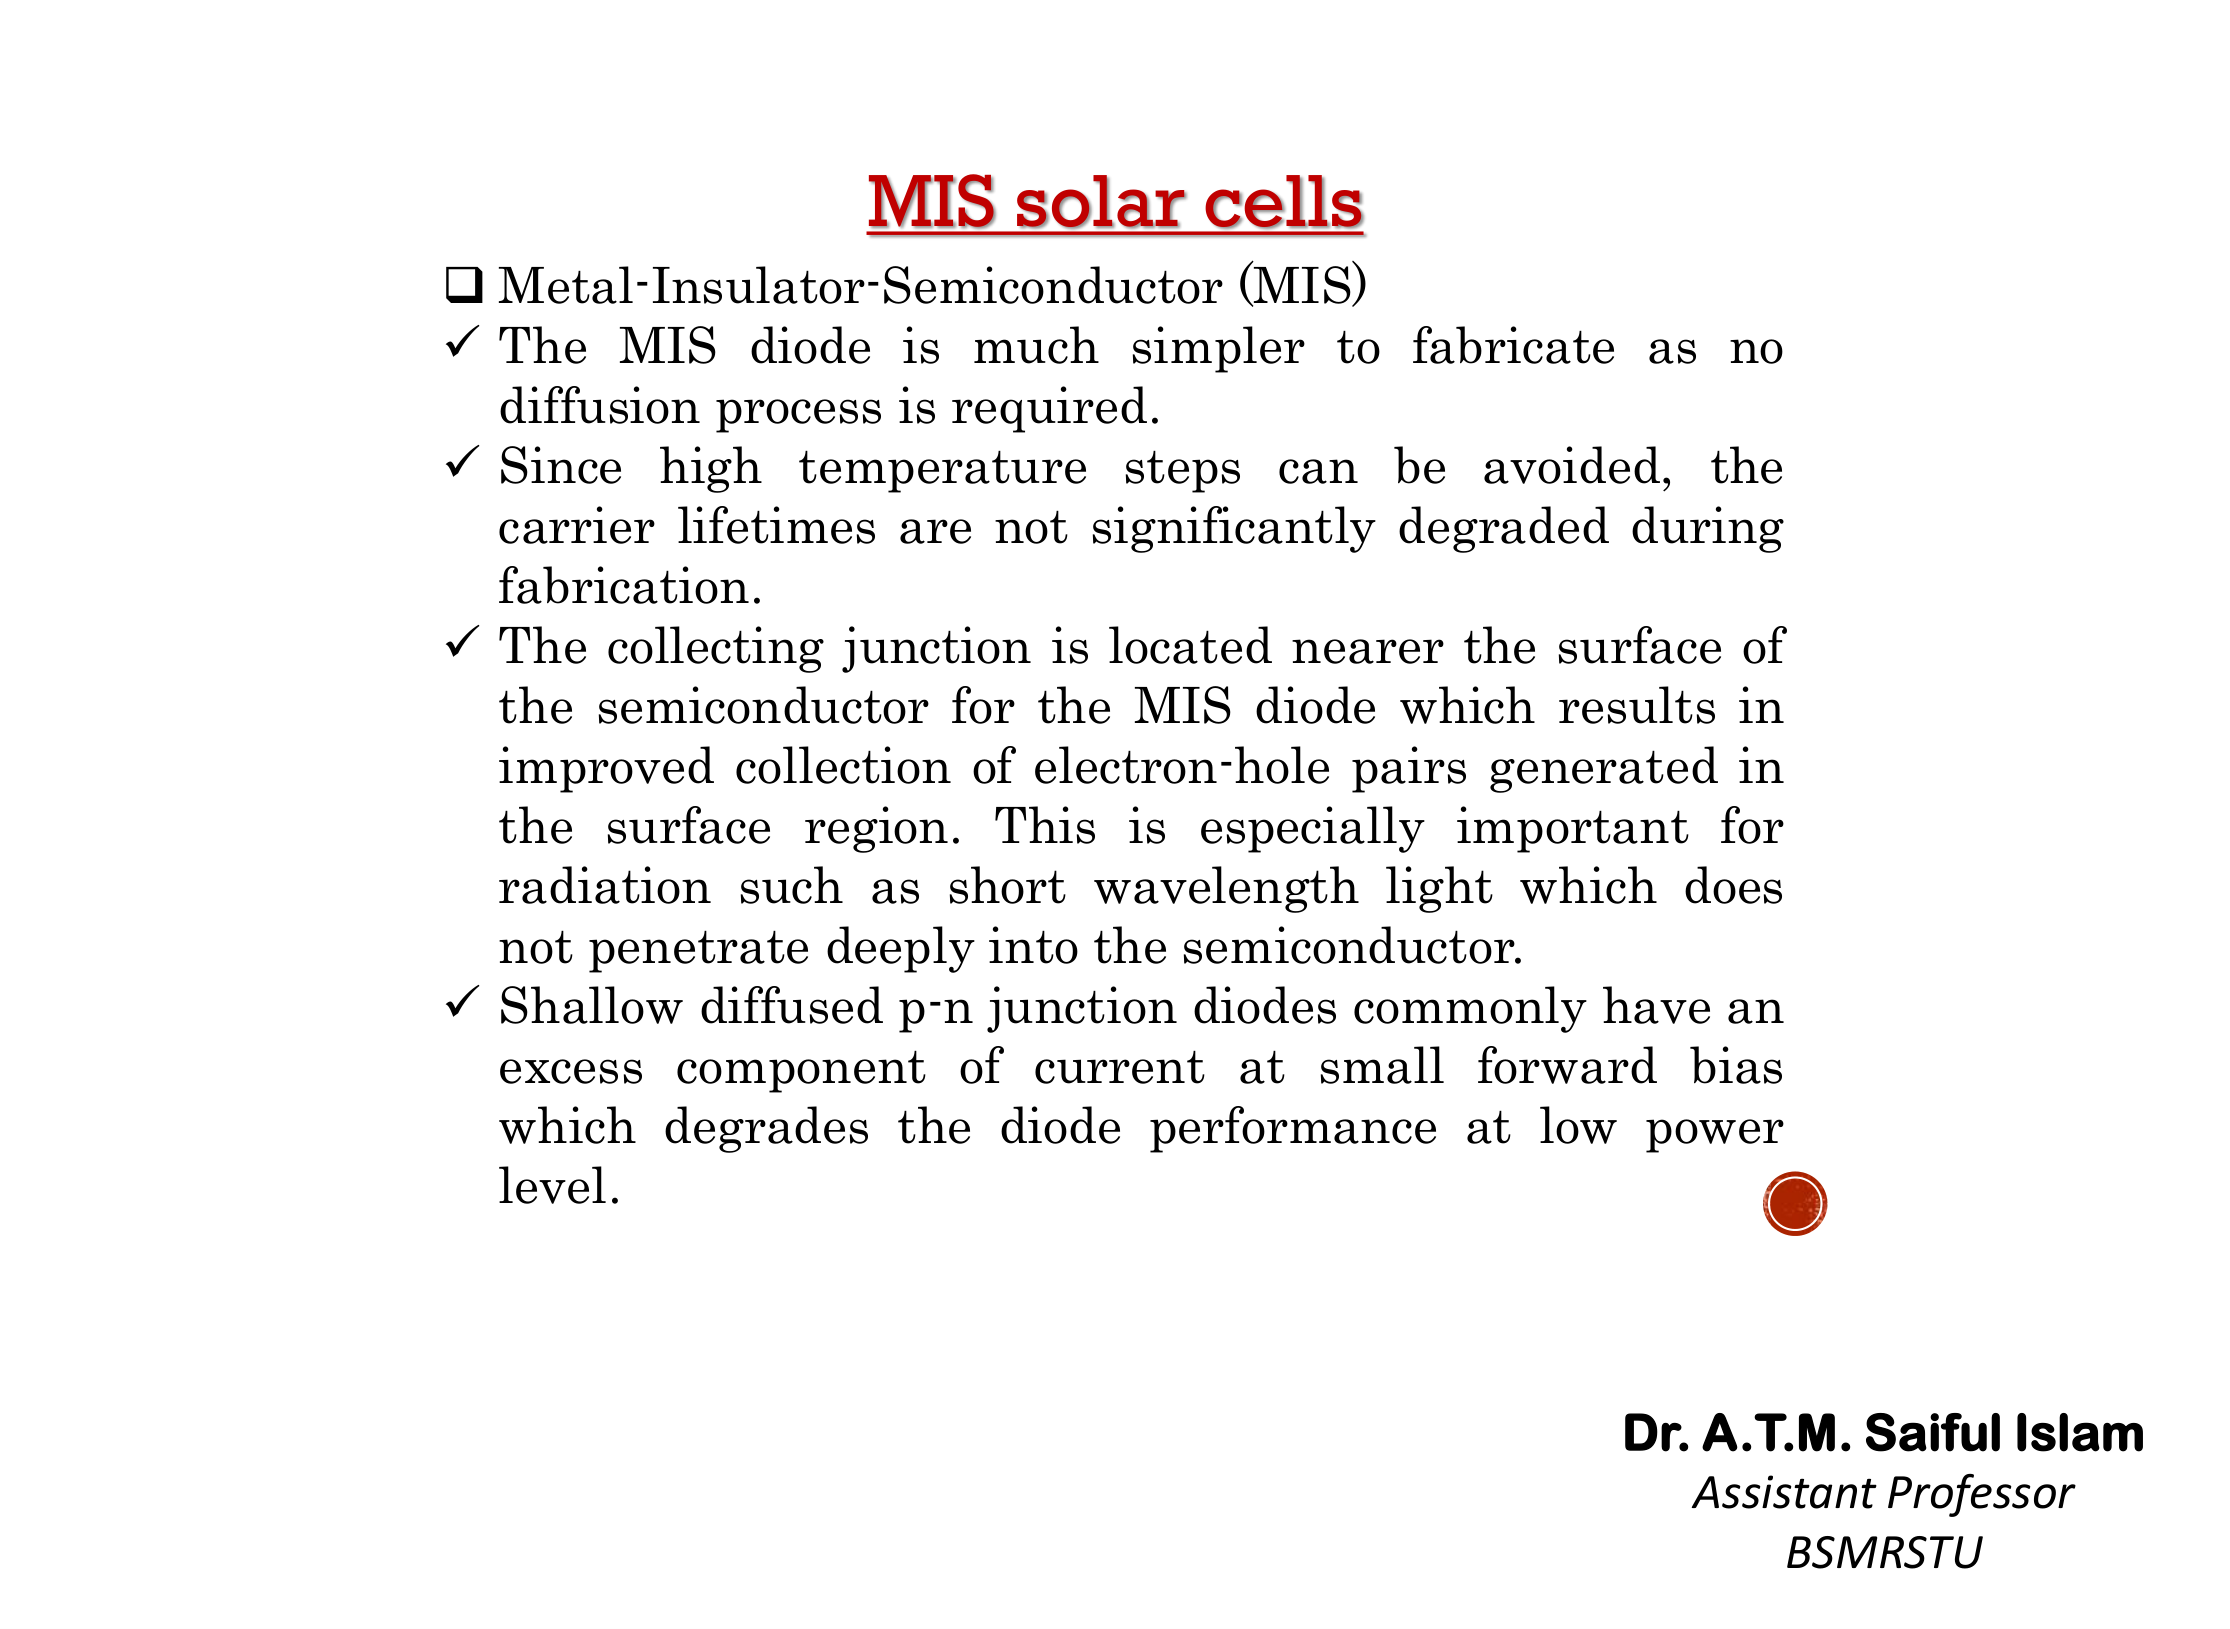 MIS solar cells
❑ Metal-Insulator-Semiconductor (MIS)
✓ The MIS diode is much simpler to fabricate as no
diffusion process is required.
✓ Since high temperature steps can be avoided, the
carrier lifetimes are not significantly degraded during
fabrication.
✓ The collecting junction is located nearer the surface of
the semiconductor for the MIS diode which results in
improved collection of electron-hole pairs generated in
the surface region. This is especially important for
radiation such as short wavelength light which does
not penetrate deeply into the semiconductor.
✓ Shallow diffused p-n junction diodes commonly have an
excess component of current at small forward bias
which degrades the diode performance at low power
level.
Dr. A.T.M. Saiful Islam
Assistant Professor
BSMRSTU